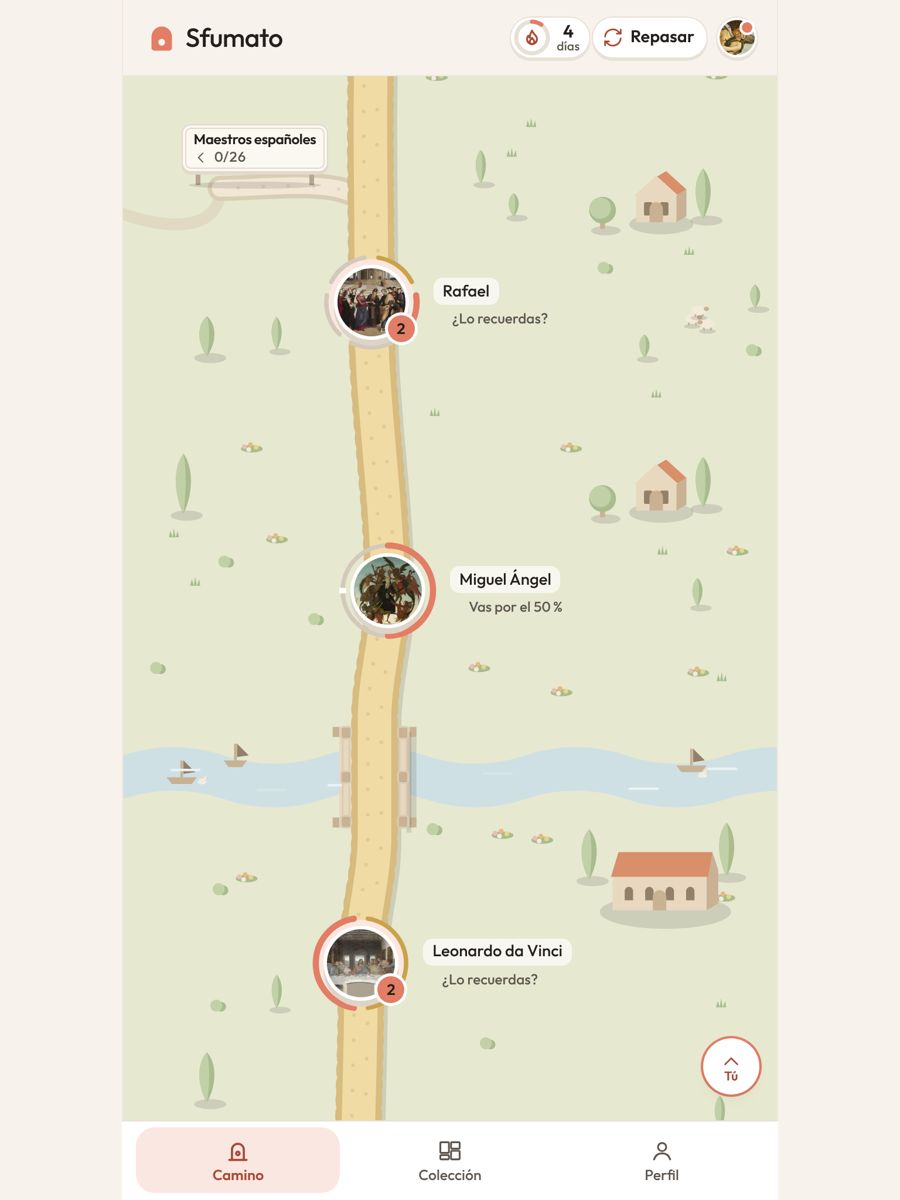 Sfumato
4
días
Repasar
Maestros españoles
0/26
Rafael
2
¿Lo recuerdas?
Miguel Ángel
Vas por el 50 %
Leonardo da Vinci
2
¿Lo recuerdas?
Tú
Camino
Colección
Perfil